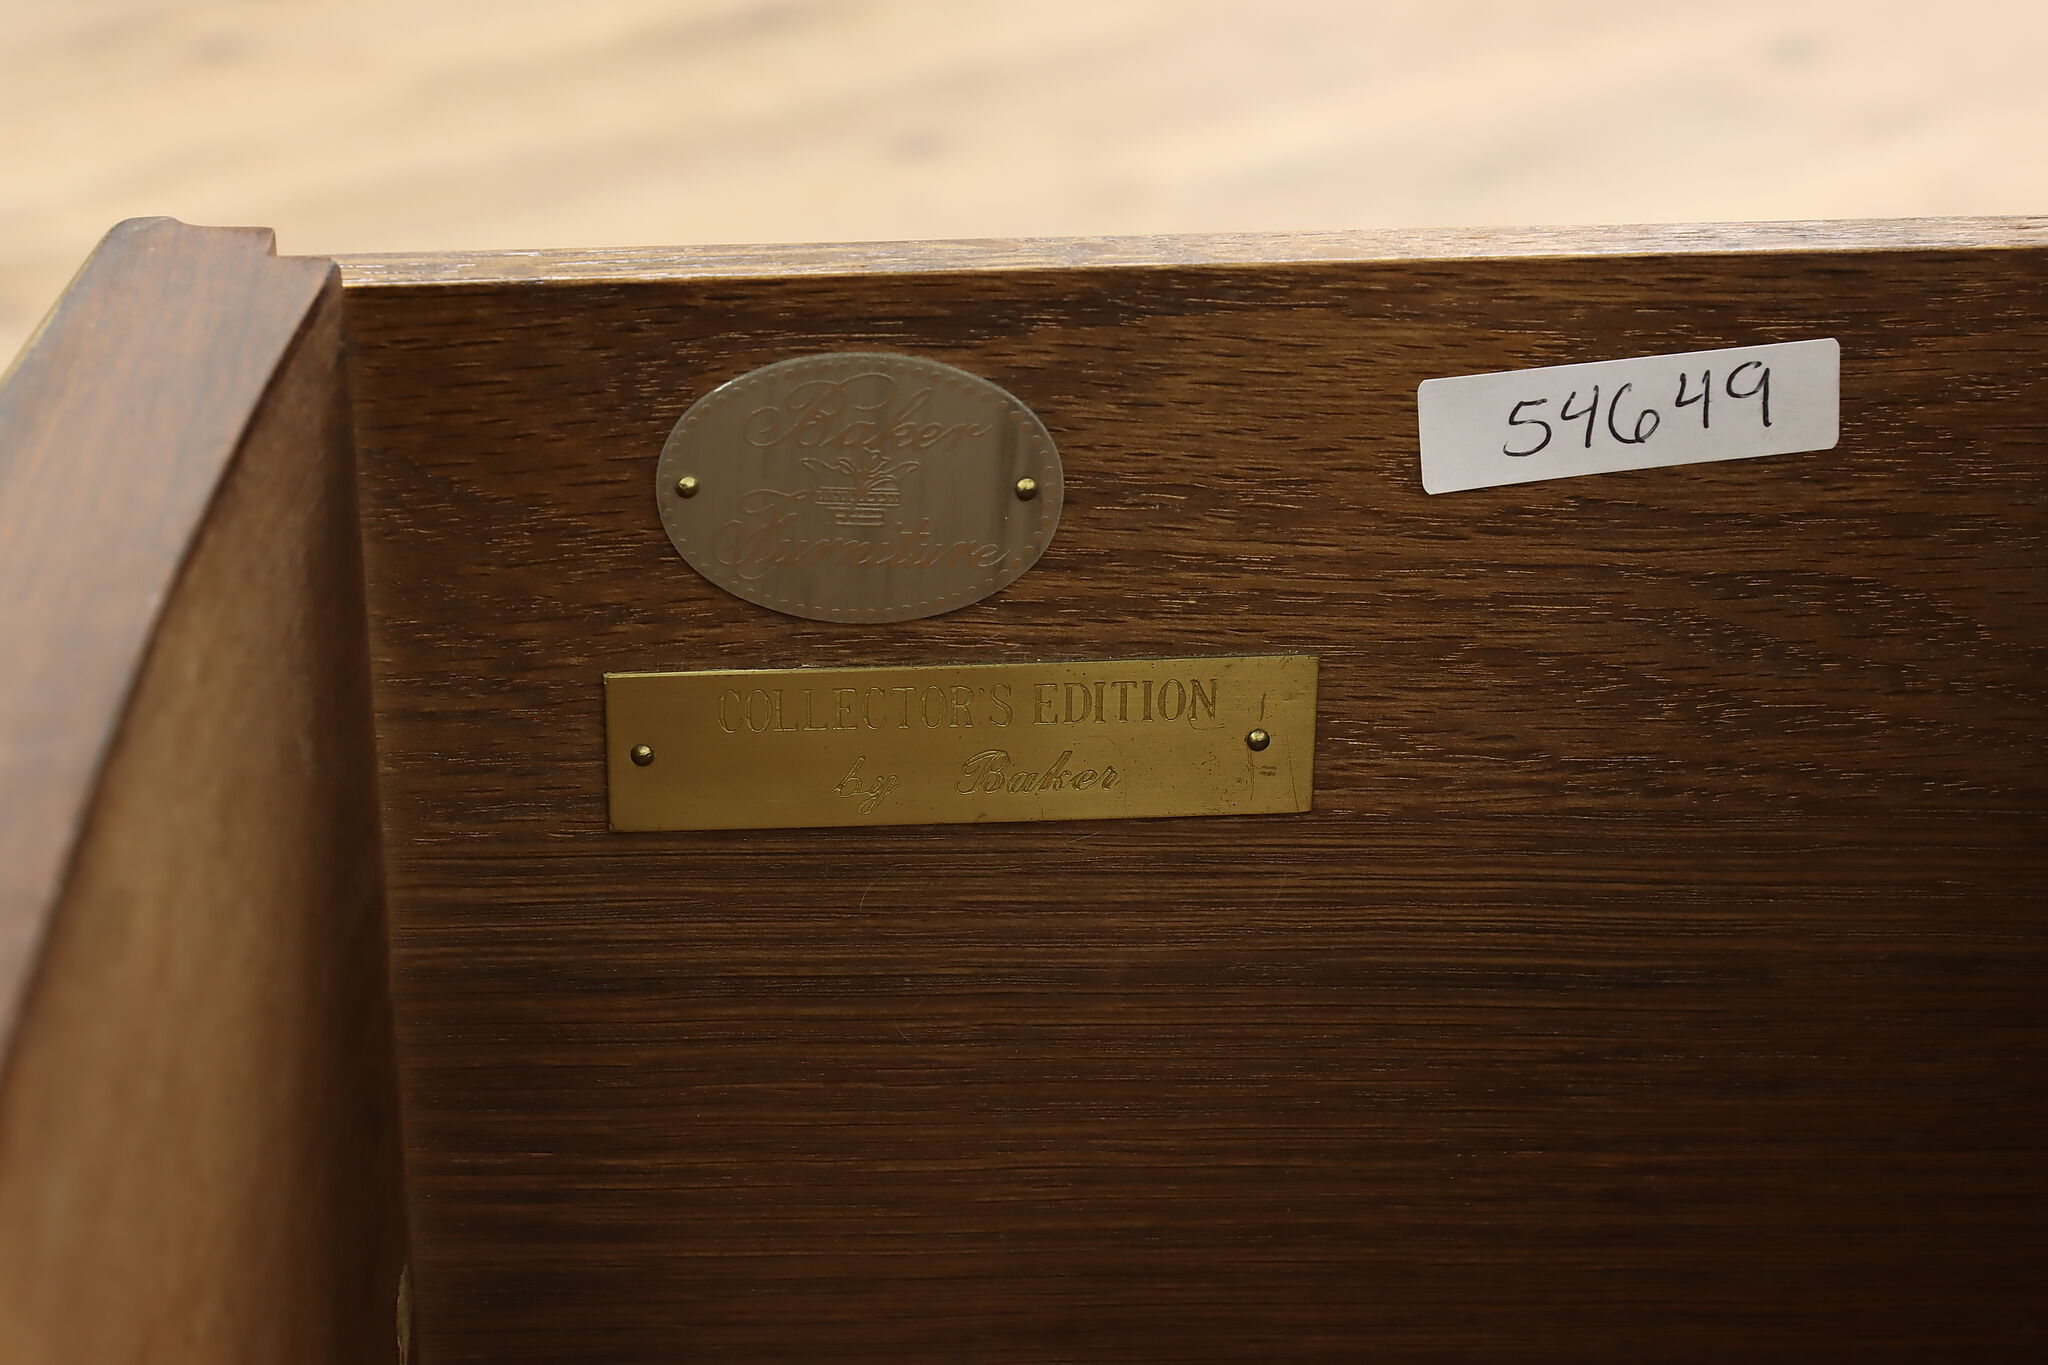 Baker
Furniture
54649
COLLECTOR'S EDITION
by Baker